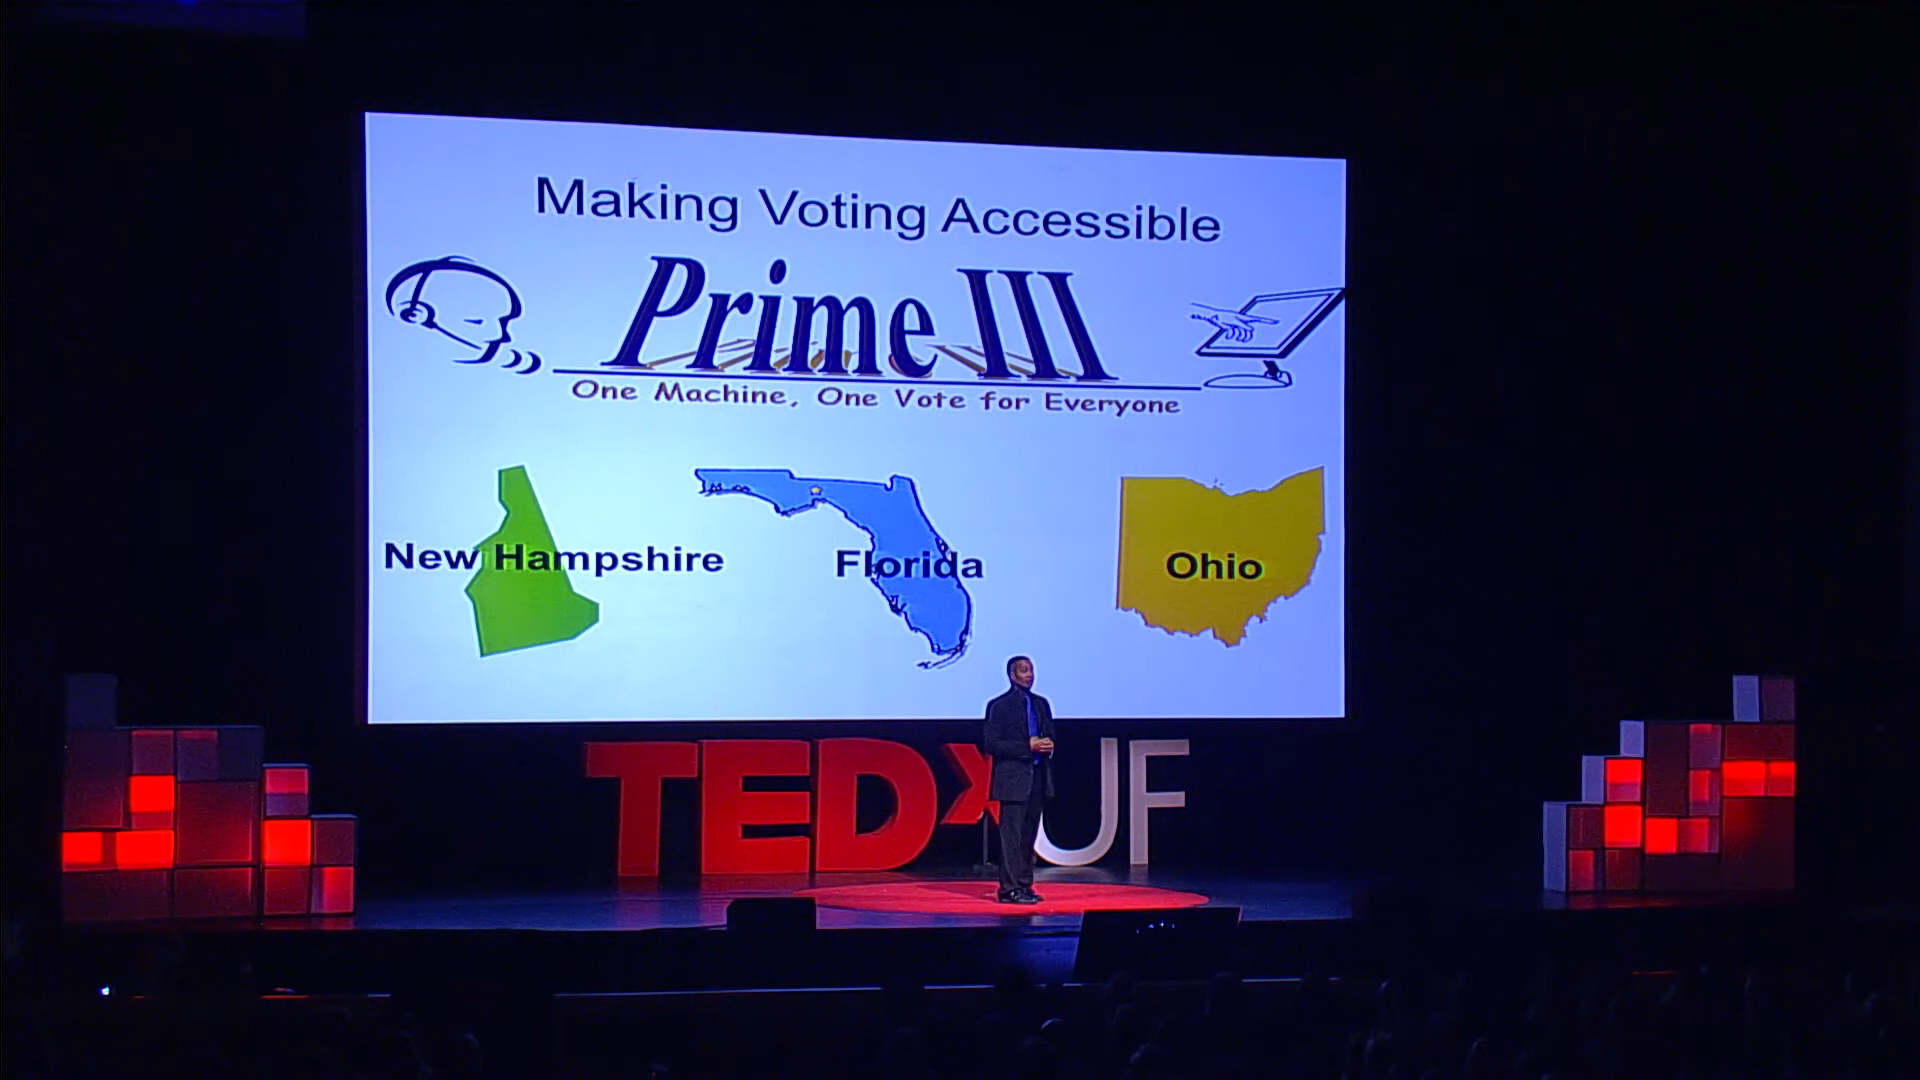 Making Voting Accessible
Prime III
One Machine, One Vote for Everyone
New Hampshire
Florida
Ohio
TEDxUF